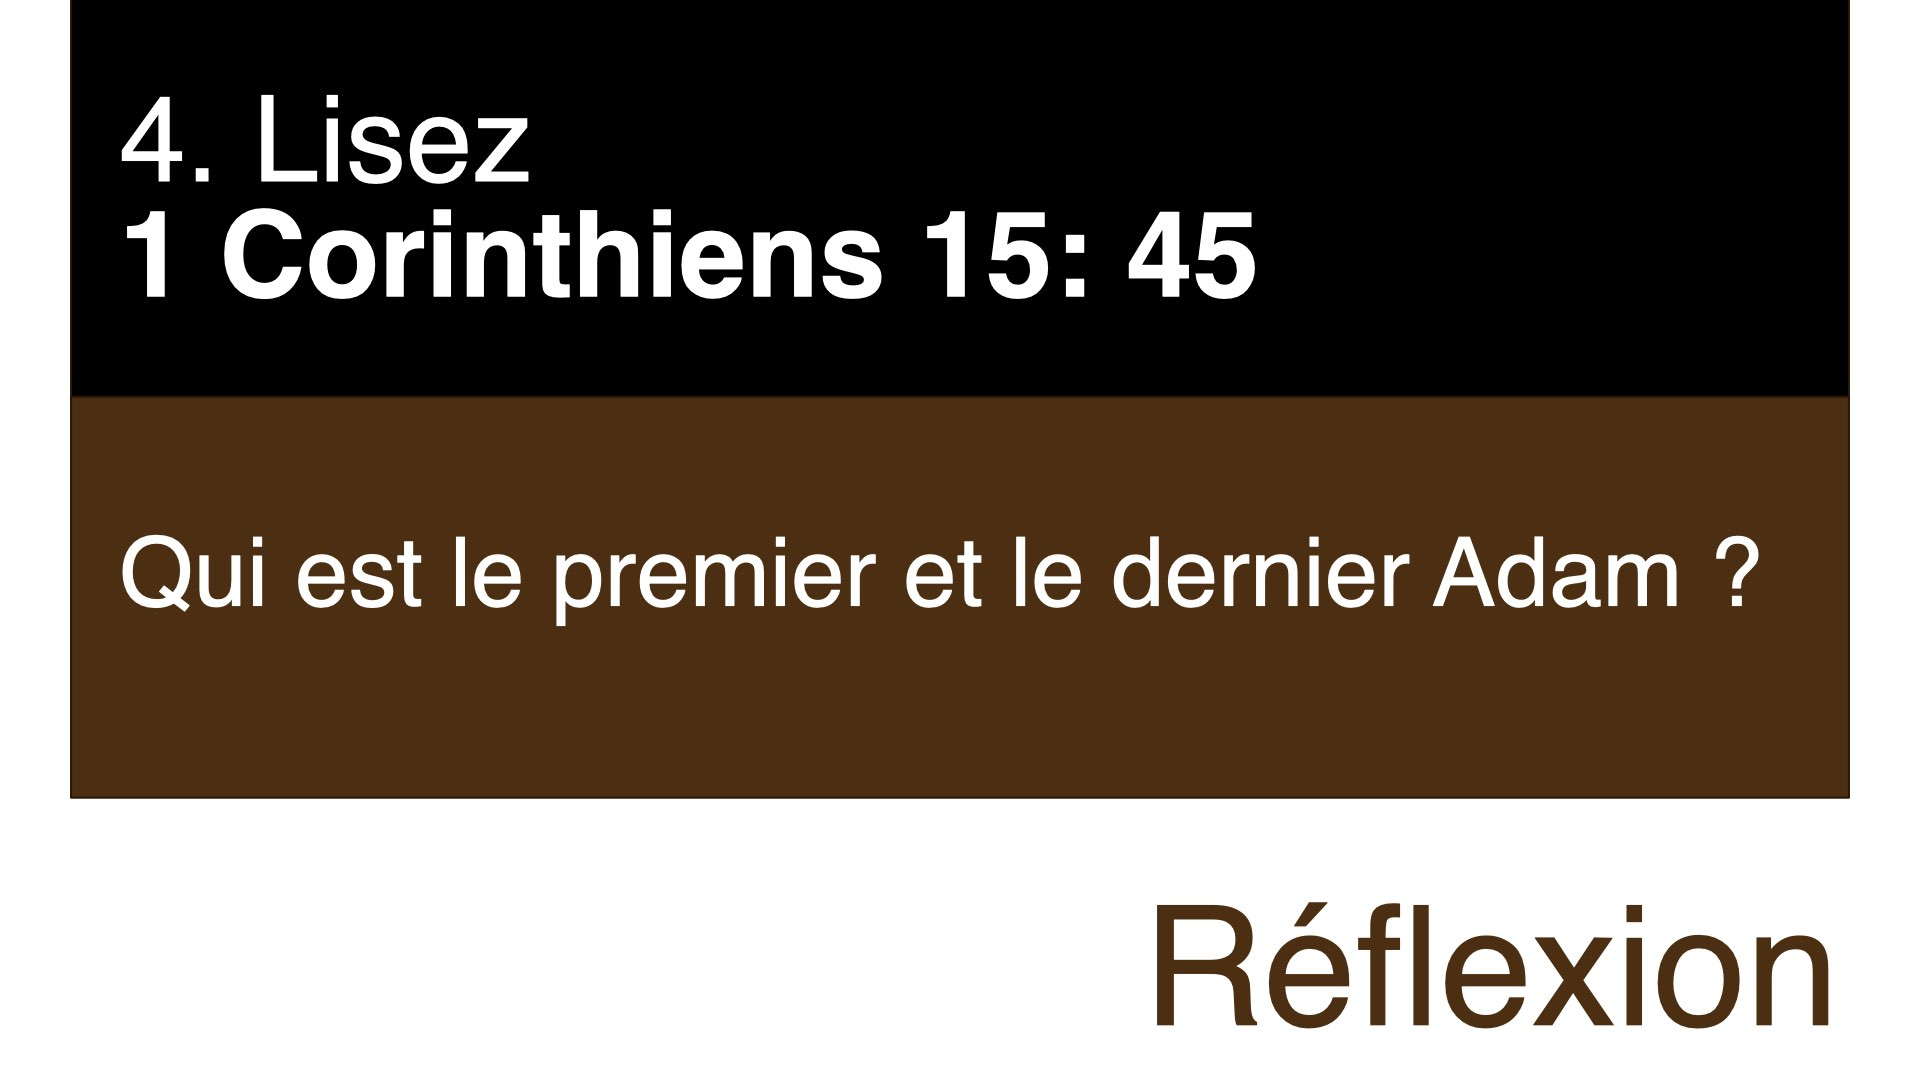 4. Lisez
1 Corinthiens 15: 45
Qui est le premier et le dernier Adam ?
Réflexion